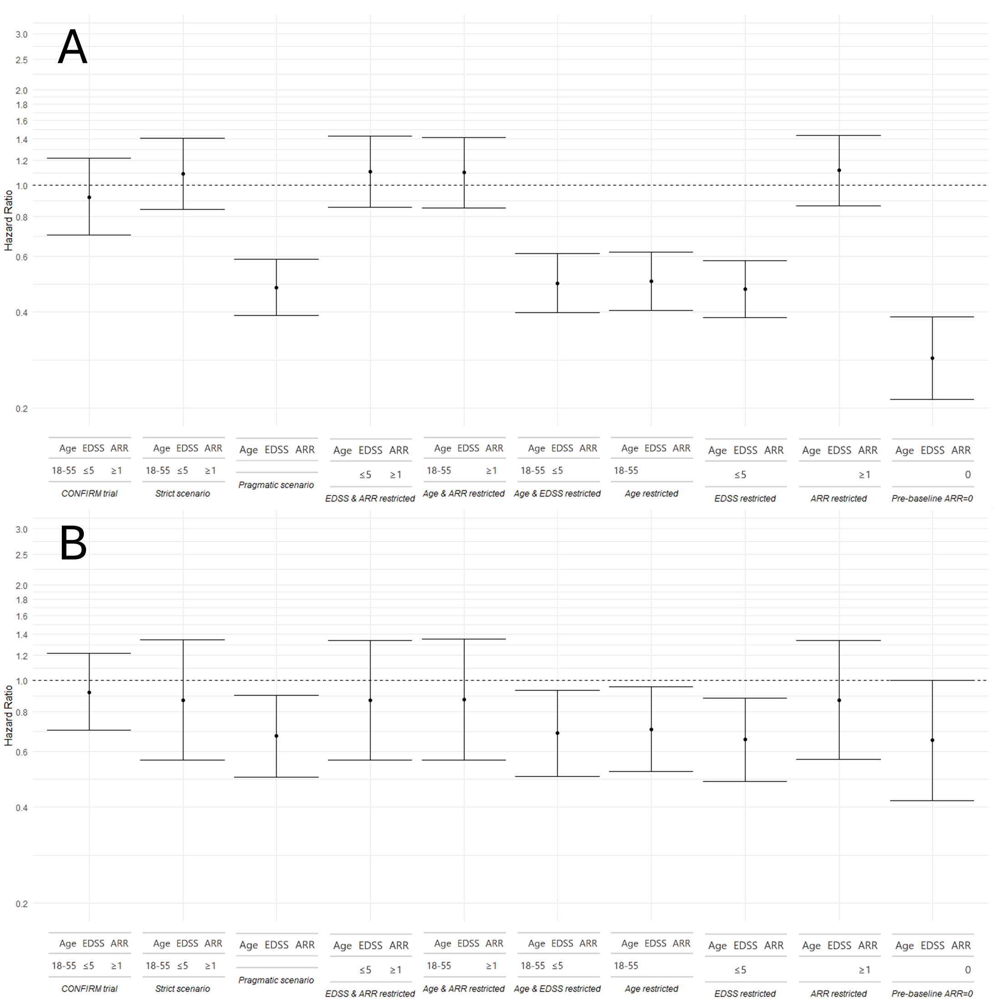 A
3.0
2.5
2.0
1.8
1.6
1.4
1.2
1.0
0.8
0.6
0.4
0.2
Hazard Ratio
Age EDSS ARR Age EDSS ARR Age EDSS ARR Age EDSS ARR Age EDSS ARR Age EDSS ARR Age EDSS ARR Age EDSS ARR Age EDSS ARR Age EDSS ARR
18-55 ≤5 ≥1 18-55 ≤5 ≥1 ≤5 ≥1 18-55 ≥1 18-55 ≤5 18-55 ≤5 ≥1 0
CONFIRM trial Strict scenario Pragmatic scenario EDSS & ARR restricted Age & ARR restricted Age & EDSS restricted Age restricted EDSS restricted ARR restricted Pre-baseline ARR=0
B
3.0
2.5
2.0
1.8
1.6
1.4
1.2
1.0
0.8
0.6
0.4
0.2
Hazard Ratio
Age EDSS ARR Age EDSS ARR Age EDSS ARR Age EDSS ARR Age EDSS ARR Age EDSS ARR Age EDSS ARR Age EDSS ARR Age EDSS ARR Age EDSS ARR
18-55 ≤5 ≥1 18-55 ≤5 ≥1 ≤5 ≥1 18-55 ≥1 18-55 ≤5 18-55 ≤5 ≥1 0
CONFIRM trial Strict scenario Pragmatic scenario EDSS & ARR restricted Age & ARR restricted Age & EDSS restricted Age restricted EDSS restricted ARR restricted Pre-baseline ARR=0